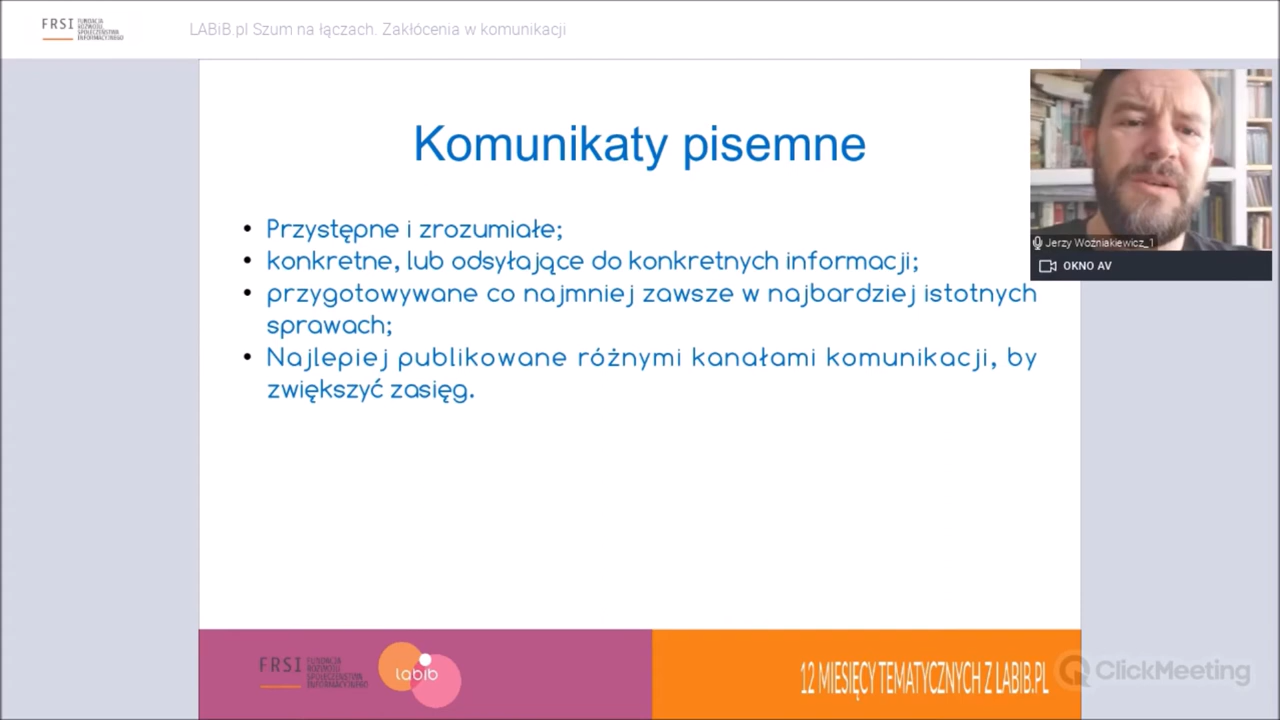 FRSI FUNDACJA
ROZWOJU
SPOŁECZEŃSTWA
INFORMACYJNEGO
LABiB.pl Szum na łączach. Zakłócenia w komunikacji
Komunikaty pisemne
• Przystępne i zrozumiałe;
• konkretne, lub odsyłające do konkretnych informacji;
• przygotowywane co najmniej zawsze w najbardziej istotnych
sprawach;
• Najlepiej publikowane różnymi kanałami komunikacji, by
zwiększyć zasięg.
Jerzy Woźniakiewicz_1
OKNO AV
FRSI FUNDACJA
ROZWOJU
SPOŁECZEŃSTWA
INFORMACYJNEGO
labib
12 MIESIĘCY TEMATYCZNYCH Z LABIB.PL
ClickMeeting